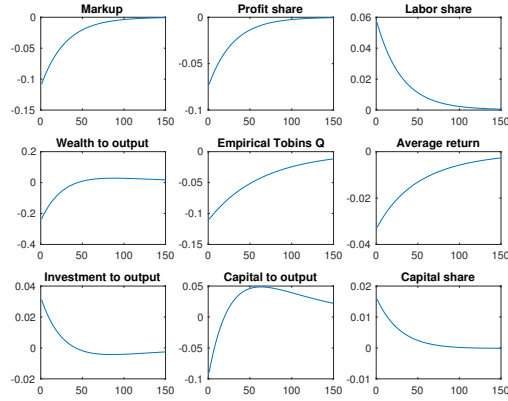 Markup Profit share Labor share
0 0 0.06
-0.05 0.04
-0.05
-0.1 0.02
-0.15 -0.1 0
0 50 100 150 0 50 100 150 0 50 100 150
Wealth to output Empirical Tobins Q Average return
0.2 0 0
0 -0.05
-0.02
-0.2 -0.1
-0.4 -0.15 -0.04
0 50 100 150 0 50 100 150 0 50 100 150
Investment to output Capital to output Capital share
0.04 0.05 0.02
0.02 0 0.01
0 -0.05 0
-0.02 -0.1 -0.01
0 50 100 150 0 50 100 150 0 50 100 150